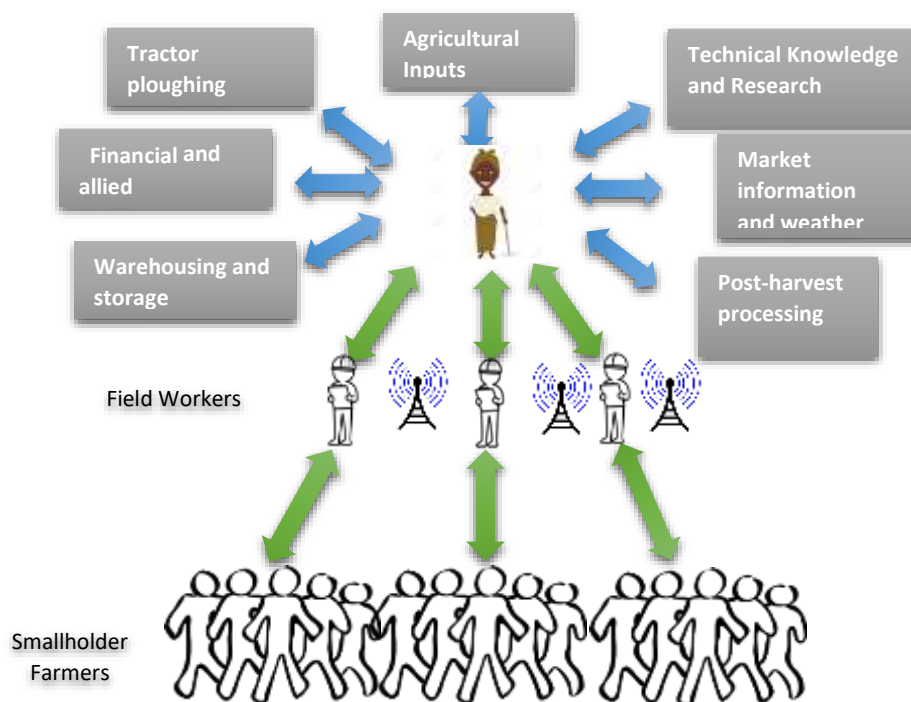 Tractor
ploughing
Agricultural
Inputs
Technical Knowledge
and Research
Financial and
allied
Market
information
and weather
Warehousing and
storage
Post-harvest
processing
Field Workers
Smallholder
Farmers